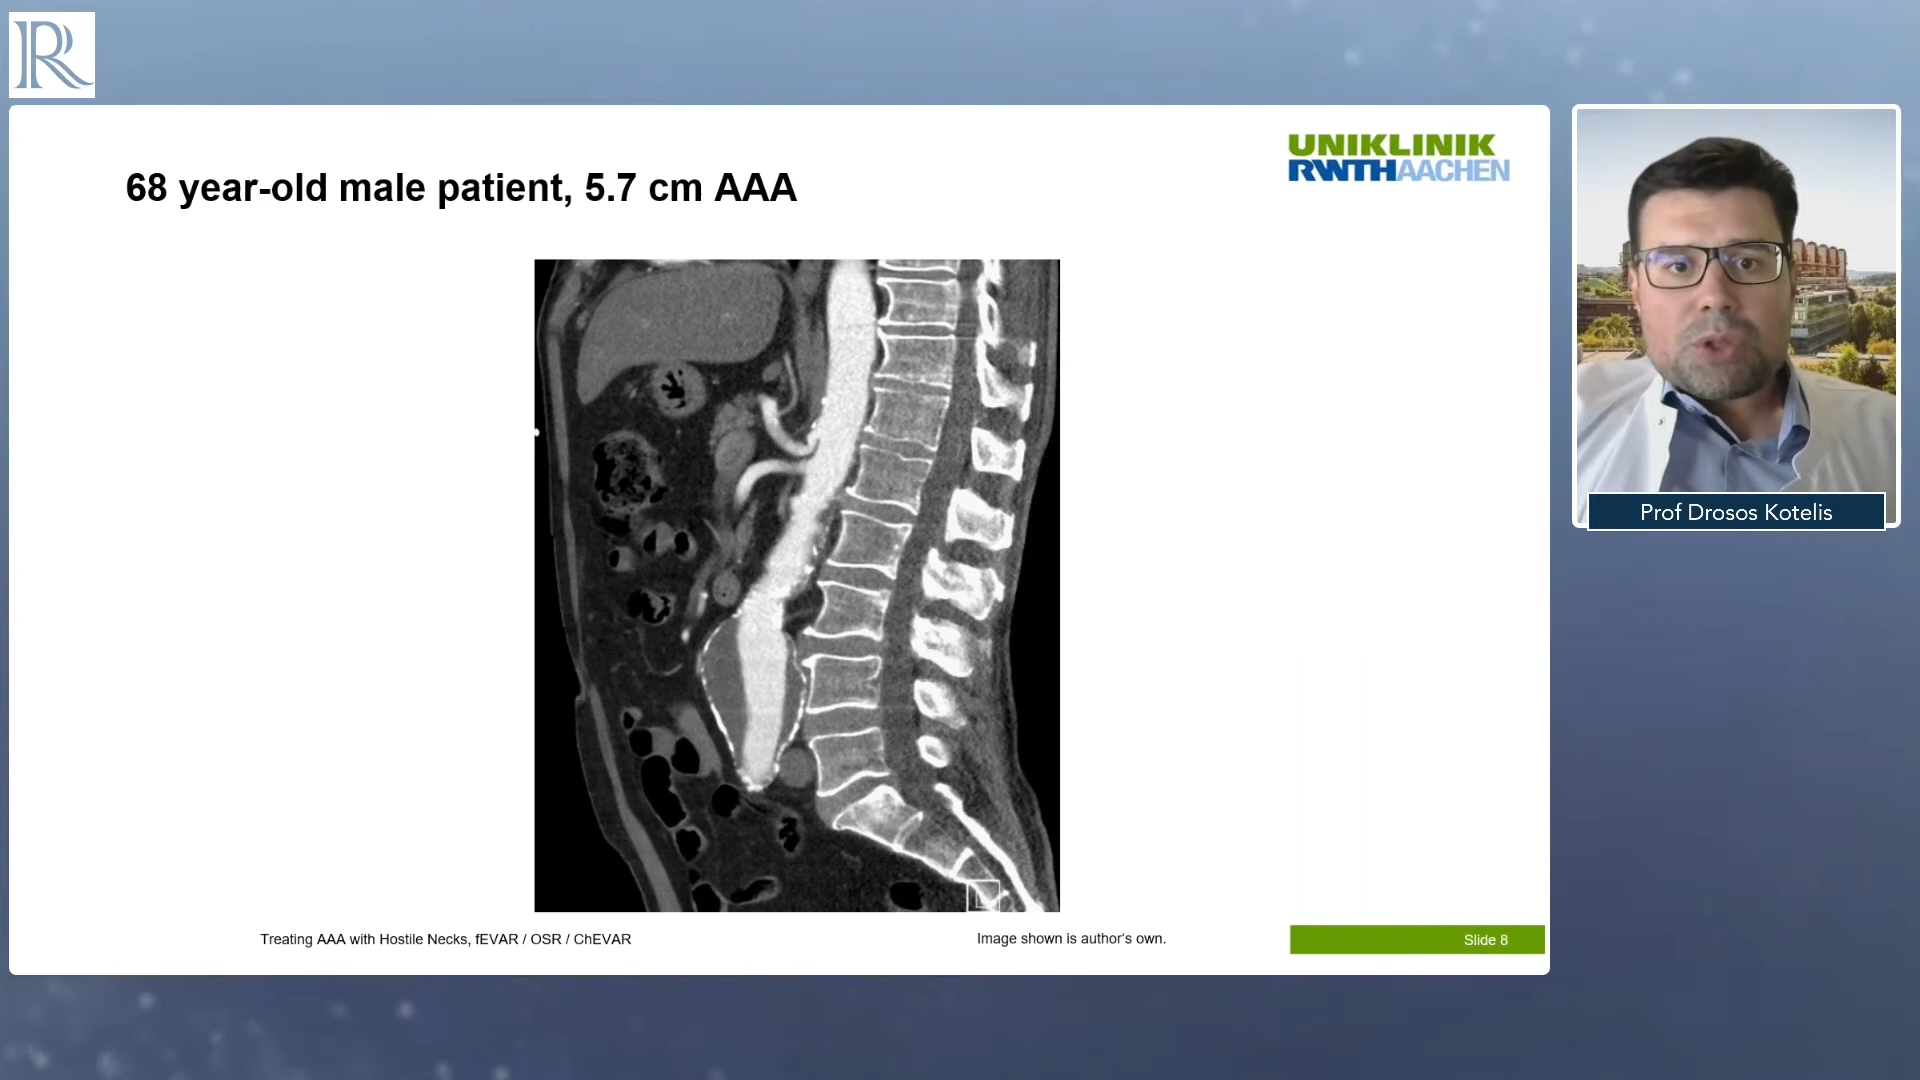 R
68 year-old male patient, 5.7 cm AAA
UNIKLINIK
RWTHAACHEN
Prof Drosos Kotelis
Treating AAA with Hostile Necks, fEVAR / OSR / ChEVAR
Image shown is author's own.
Slide 8